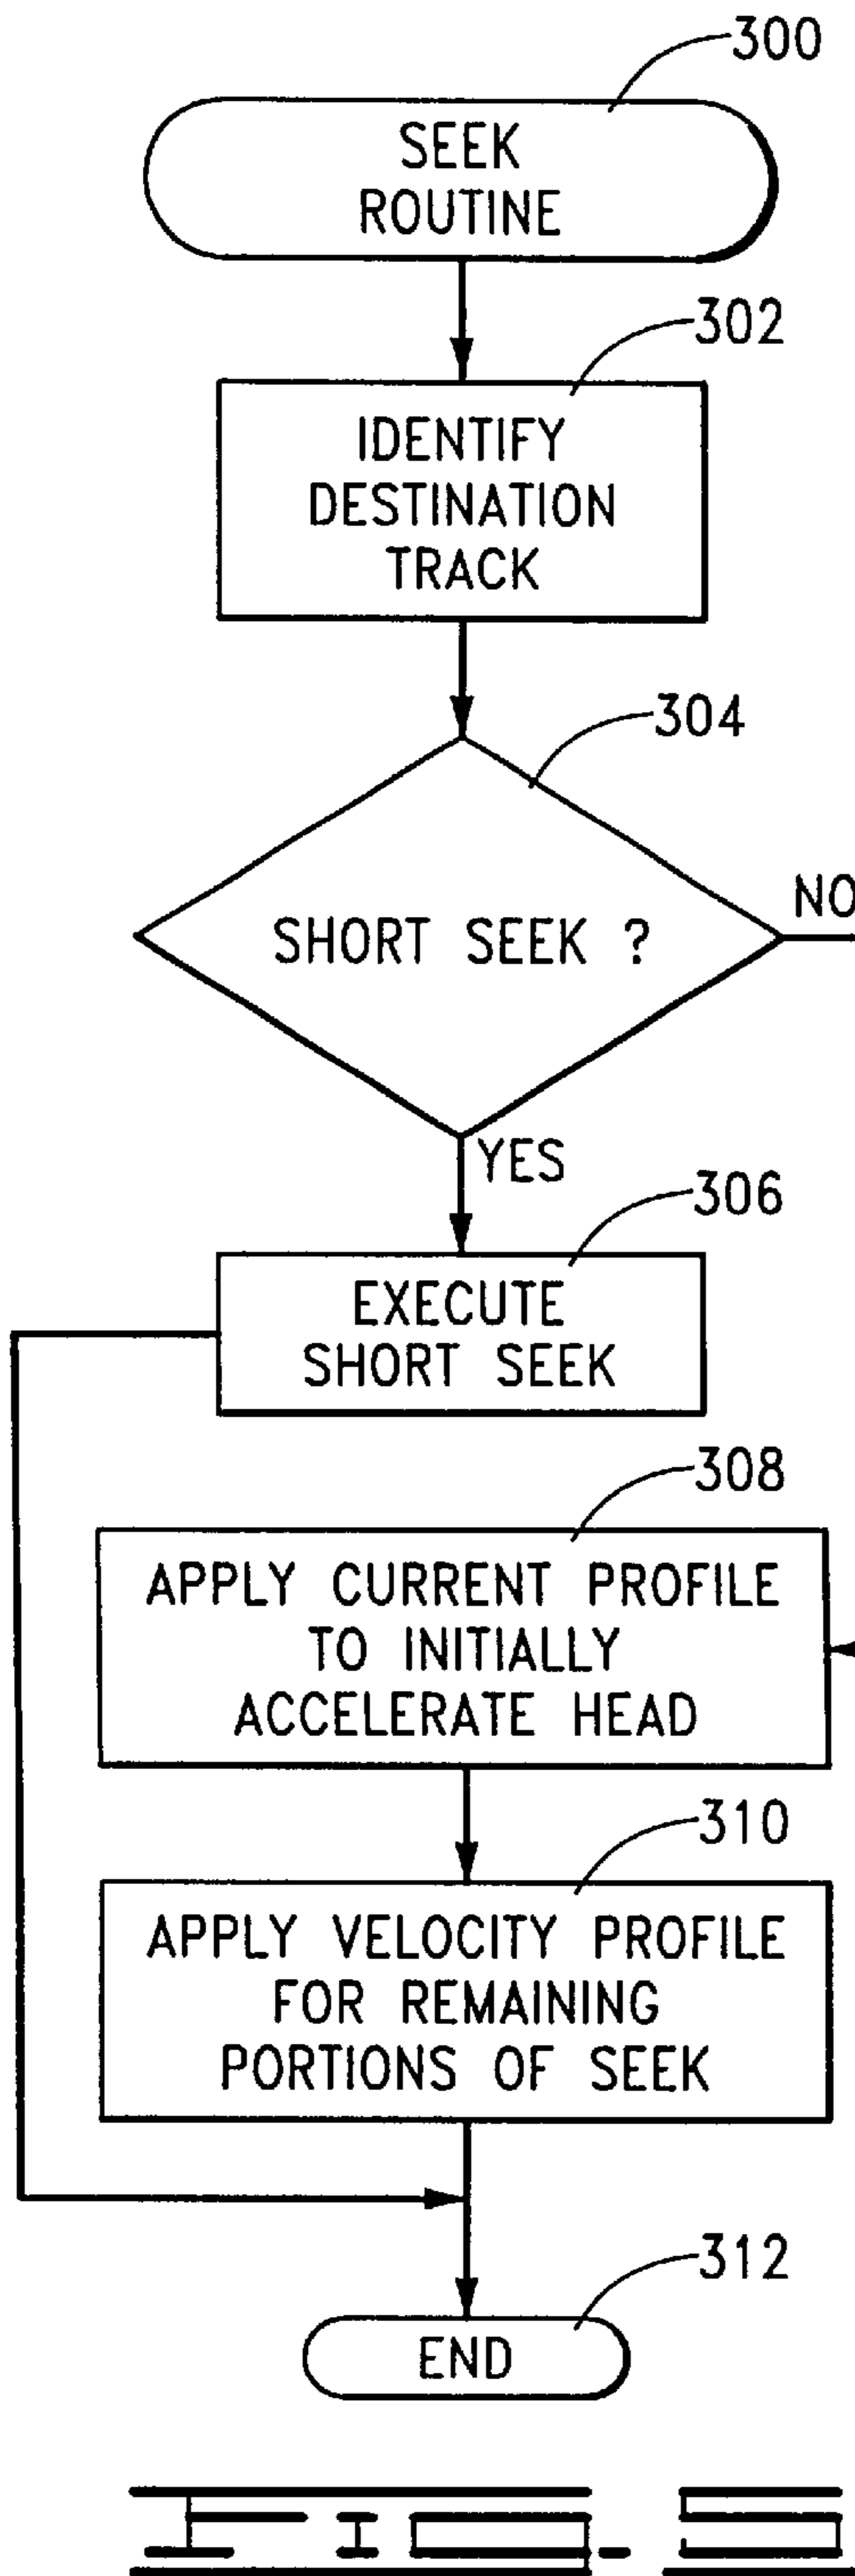 300
SEEK
ROUTINE
302
IDENTIFY
DESTINATION
TRACK
304
SHORT SEEK ?
NO
YES
306
EXECUTE
SHORT SEEK
308
APPLY CURRENT PROFILE
TO INITIALLY
ACCELERATE HEAD
310
APPLY VELOCITY PROFILE
FOR REMAINING
PORTIONS OF SEEK
312
END